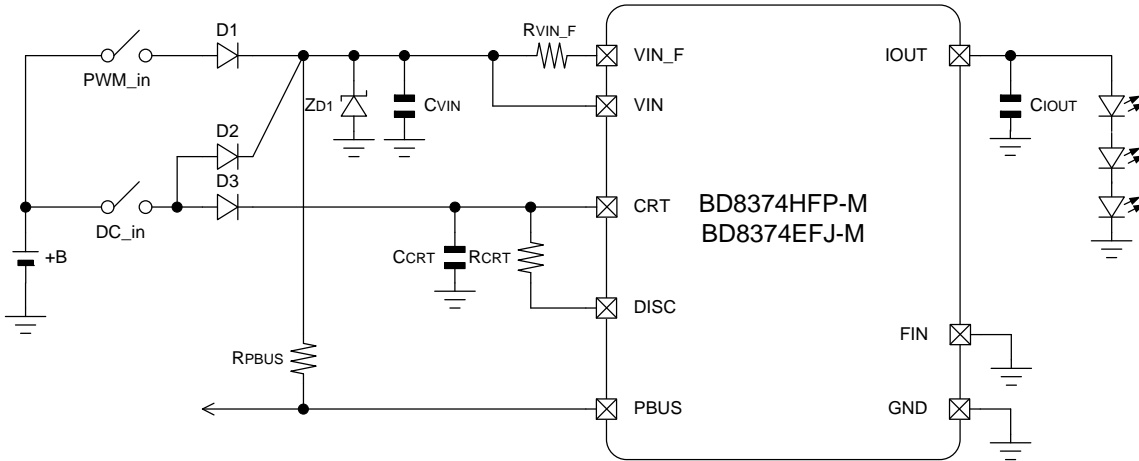 D1
RVIN_F
VIN_F
IOUT
PWM_in
ZD1
CVIN
VIN
CIOUT
D2
D3
CRT
BD8374HFP-M
BD8374EFJ-M
DC_in
+B
CCRT
RCRT
DISC
RPBUS
FIN
PBUS
GND